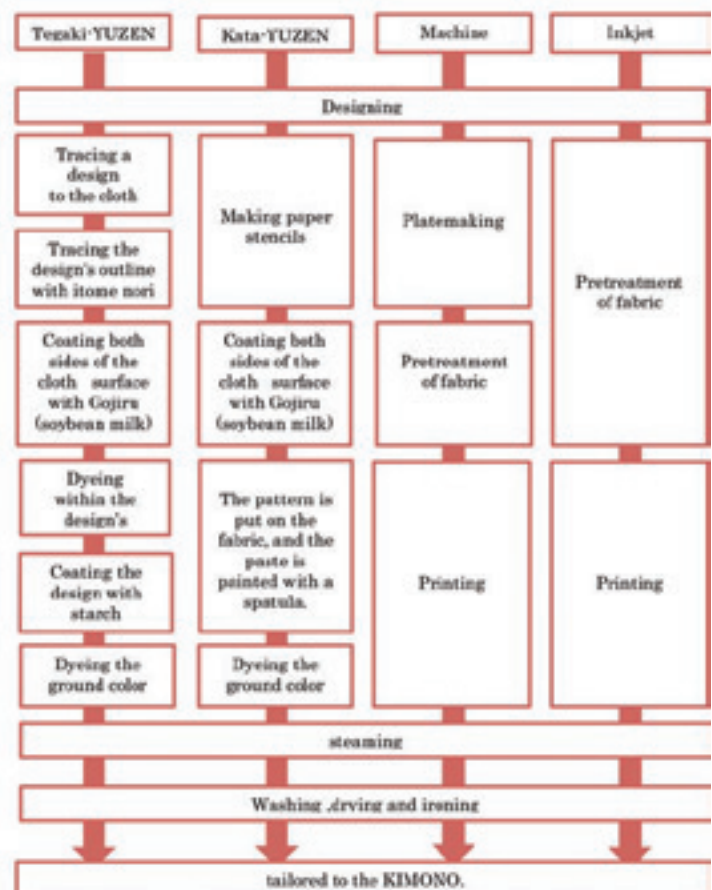 Tegaki-YUZEN
Kata-YUZEN
Machine
Inkjet
Designing
Tracing a
design
to the cloth
Tracing the
design's outline
with itome nori
Coating both
sides of the
cloth surface
with Gojiru
(soybean milk)
Dyeing
within the
design's
Coating the
design with
starch
Dyeing the
ground color
Making paper
stencils
Coating both
sides of the
cloth surface
with Gojiru
(soybean milk)
The pattern is
put on the
fabric, and the
paste is
painted with a
spatula.
Dyeing the
ground color
Platemaking
Pretreatment
of fabric
Printing
Pretreatment
of fabric
Printing
steaming
Washing ,drying and ironing
tailored to the KIMONO.